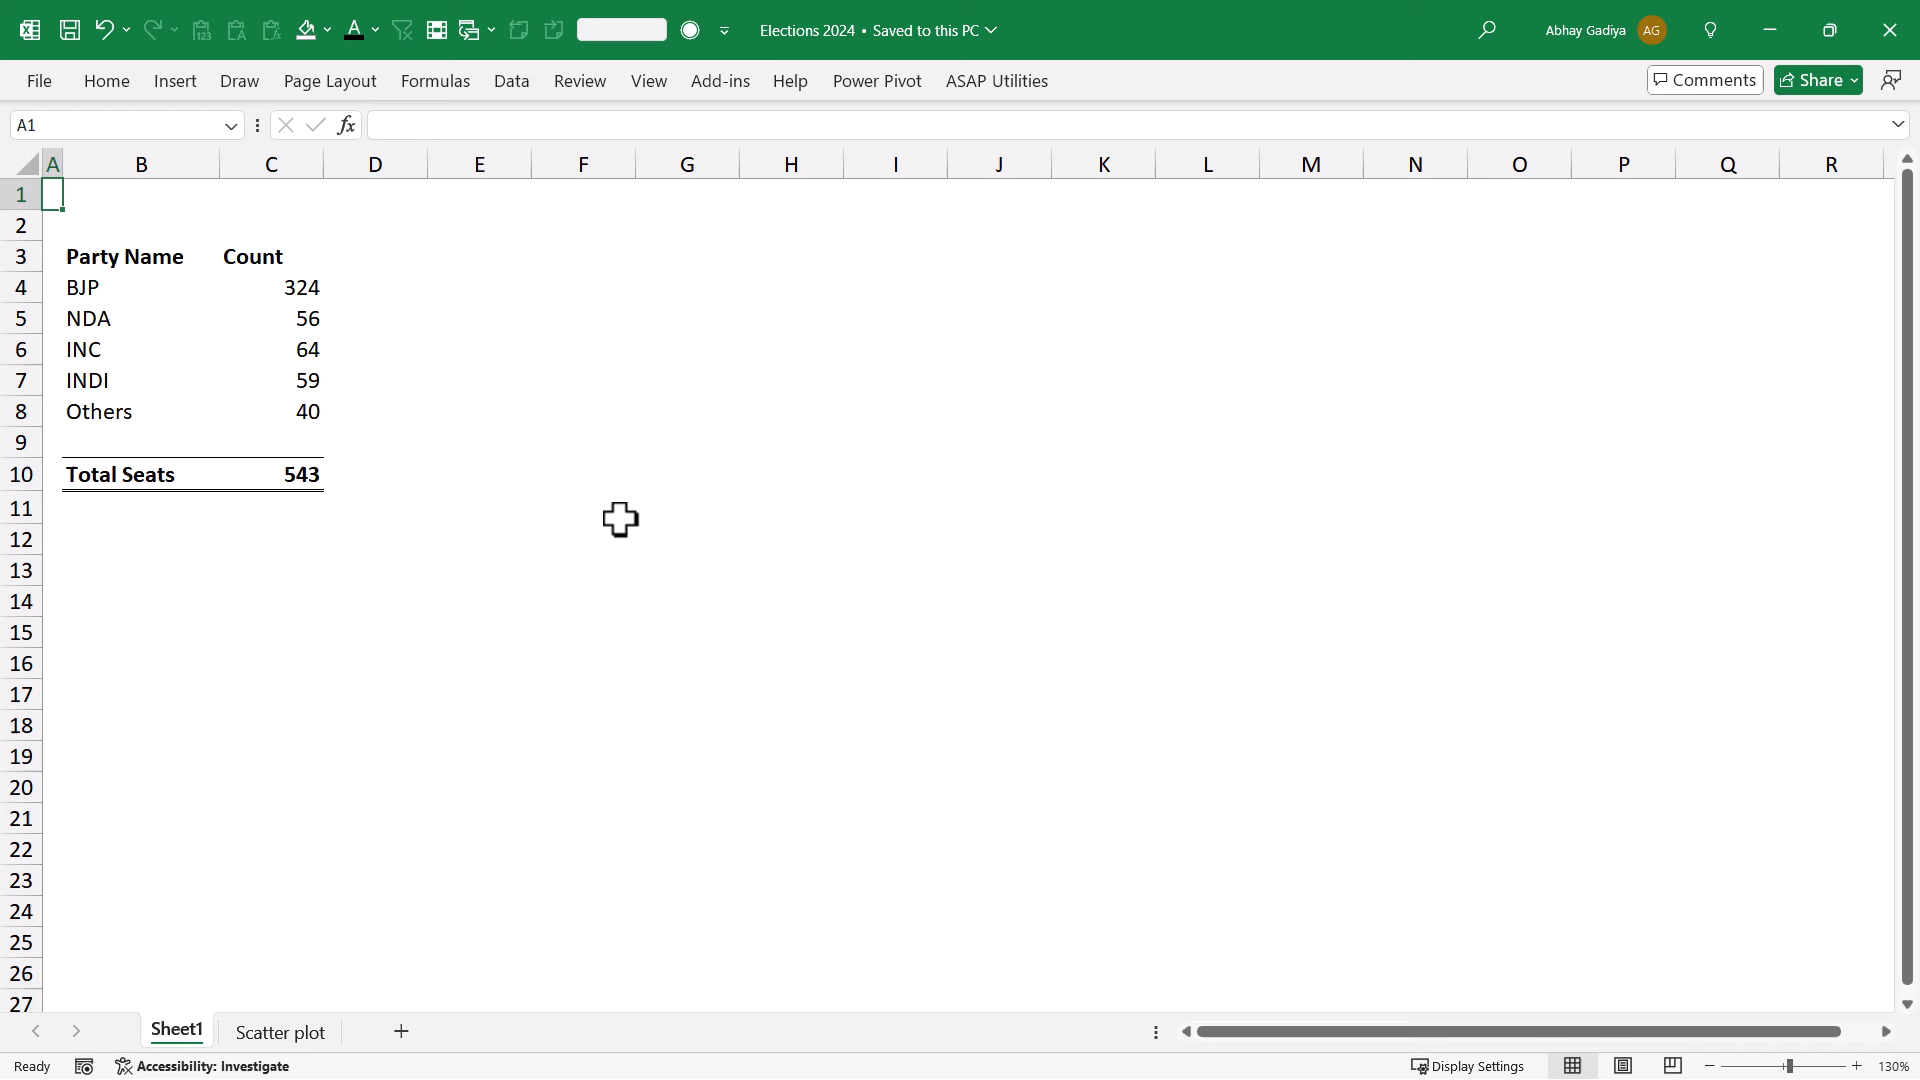 Elections 2024 • Saved to this PC
Abhay Gadiya AG
File Home Insert Draw Page Layout Formulas Data Review View Add-ins Help Power Pivot ASAP Utilities
Comments Share
A1 fx
A B C D E F G H I J K L M N O P Q R
1
2
3 Party Name Count
4 BJP 324
5 NDA 56
6 INC 64
7 INDI 59
8 Others 40
9
10 Total Seats 543
11
12
13
14
15
16
17
18
19
20
21
22
23
24
25
26
27
Sheet1 Scatter plot
Ready Accessibility: Investigate Display Settings 130%